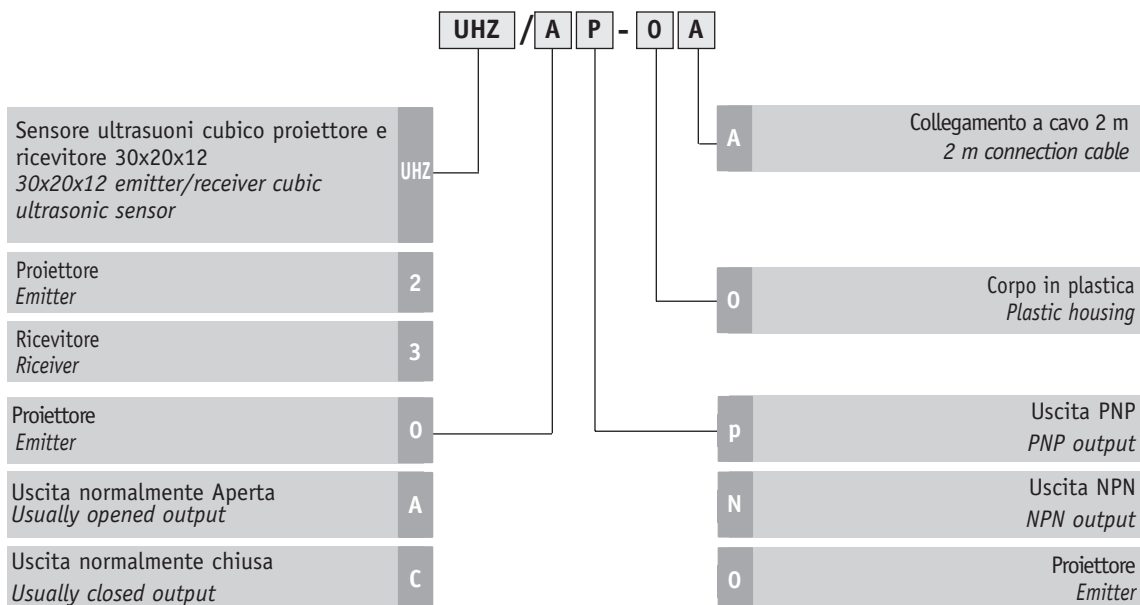 UHZ / A P - 0 A
Sensore ultrasuoni cubico proiettore e
ricevitore 30x20x12
30x20x12 emitter/receiver cubic
ultrasonic sensor
UHZ
Proiettore
Emitter
2
Ricevitore
Riceiver
3
Proiettore
Emitter
0
Uscita normalmente Aperta
Usually opened output
A
Uscita normalmente chiusa
Usually closed output
C
A
Collegamento a cavo 2 m
2 m connection cable
0
Corpo in plastica
Plastic housing
p
Uscita PNP
PNP output
N
Uscita NPN
NPN output
0
Proiettore
Emitter